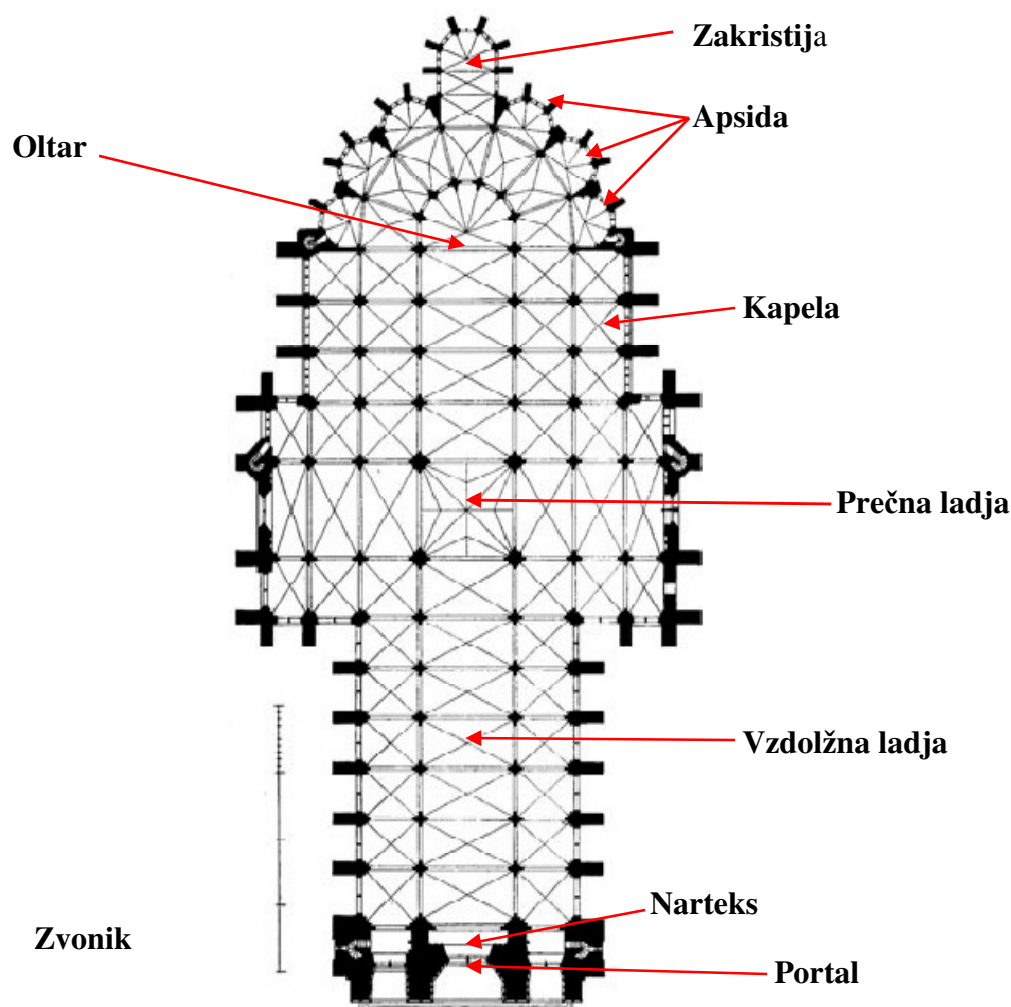 Zakristija
Apsida
Oltar
Kapela
Prečna ladja
Vzdolžna ladja
Narteks
Zvonik
Portal